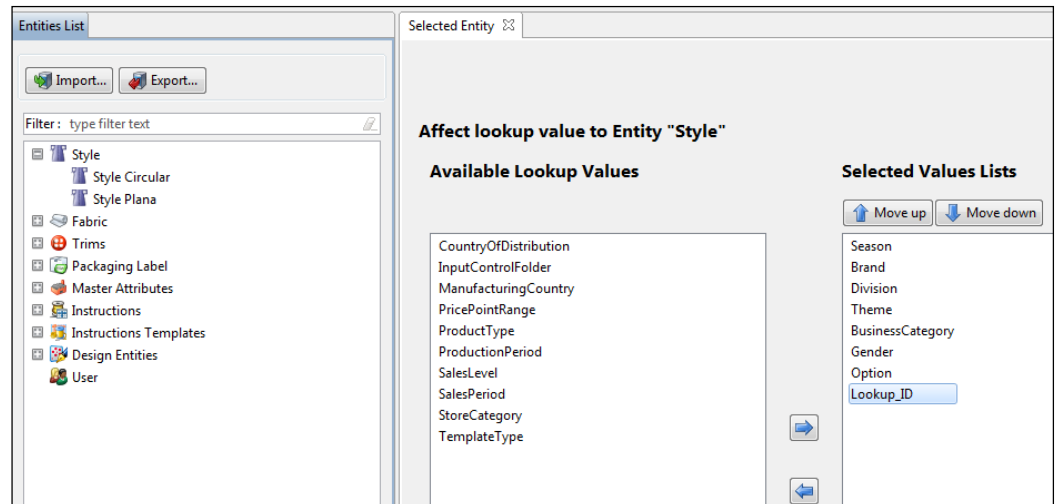 Entities List
Import...
Export...
Filter : type filter text
Style
Style Circular
Style Plana
Fabric
Trims
Packaging Label
Master Attributes
Instructions
Instructions Templates
Design Entities
User
Selected Entity
Affect lookup value to Entity "Style"
Available Lookup Values
CountryOfDistribution
InputControlFolder
ManufacturingCountry
PricePointRange
ProductType
ProductionPeriod
SalesLevel
SalesPeriod
StoreCategory
TemplateType
Selected Values Lists
Move up
Move down
Season
Brand
Division
Theme
BusinessCategory
Gender
Option
Lookup_ID